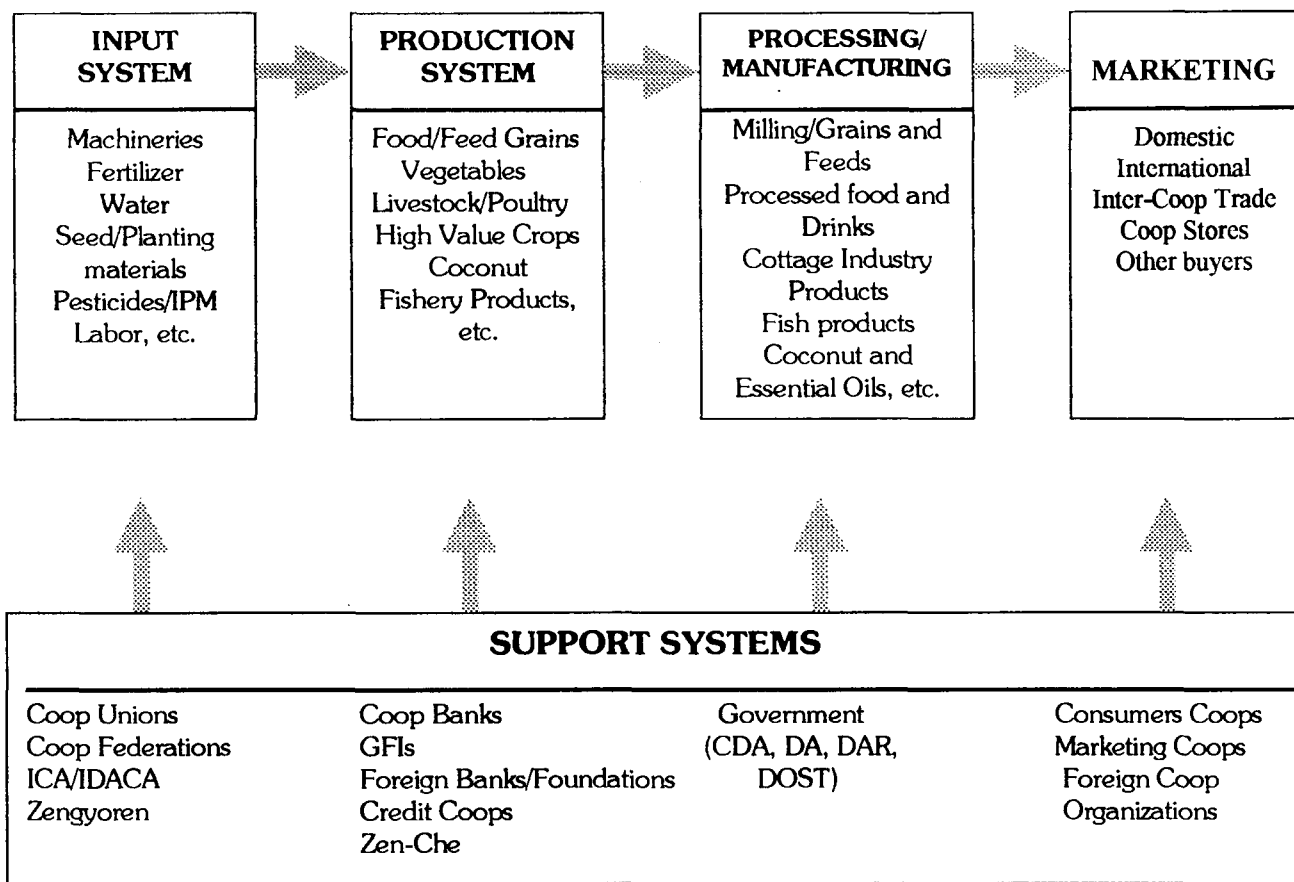 INPUT
SYSTEM
Machineries
Fertilizer
Water
Seed/Planting
materials
Pesticides/IPM
Labor, etc.
PRODUCTION
SYSTEM
Food/Feed Grains
Vegetables
Livestock/Poultry
High Value Crops
Coconut
Fishery Products,
etc.
PROCESSING/
MANUFACTURING
Milling/Grains and
Feeds
Processed food and
Drinks
Cottage Industry
Products
Fish products
Coconut and
Essential Oils, etc.
MARKETING
Domestic
International
Inter-Coop Trade
Coop Stores
Other buyers
SUPPORT SYSTEMS
Coop Unions
Coop Federations
ICA/IDACA
Zengyoren
Coop Banks
GFIs
Foreign Banks/Foundations
Credit Coops
Zen-Che
Government
(CDA, DA, DAR,
DOST)
Consumers Coops
Marketing Coops
Foreign Coop
Organizations